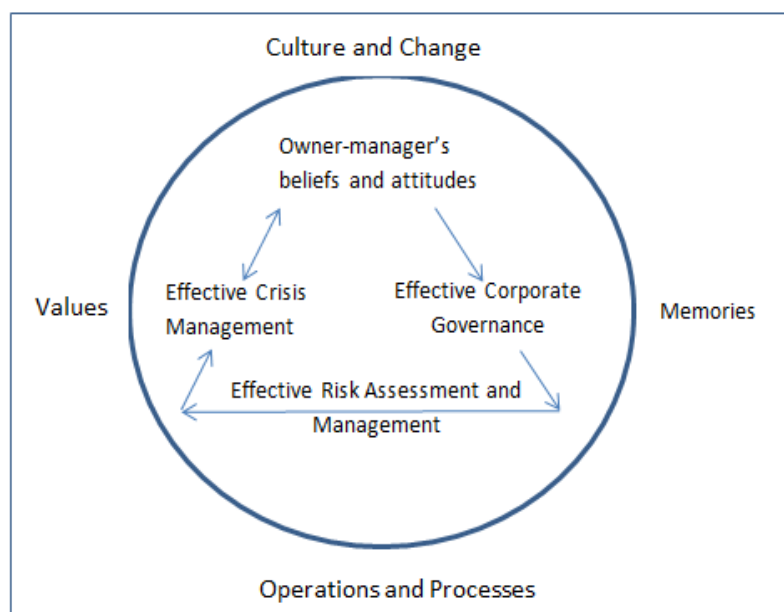 Culture and Change
Owner-manager's
beliefs and attitudes
Values
Effective Crisis
Management
Effective Corporate
Governance
Memories
Effective Risk Assessment and
Management
Operations and Processes